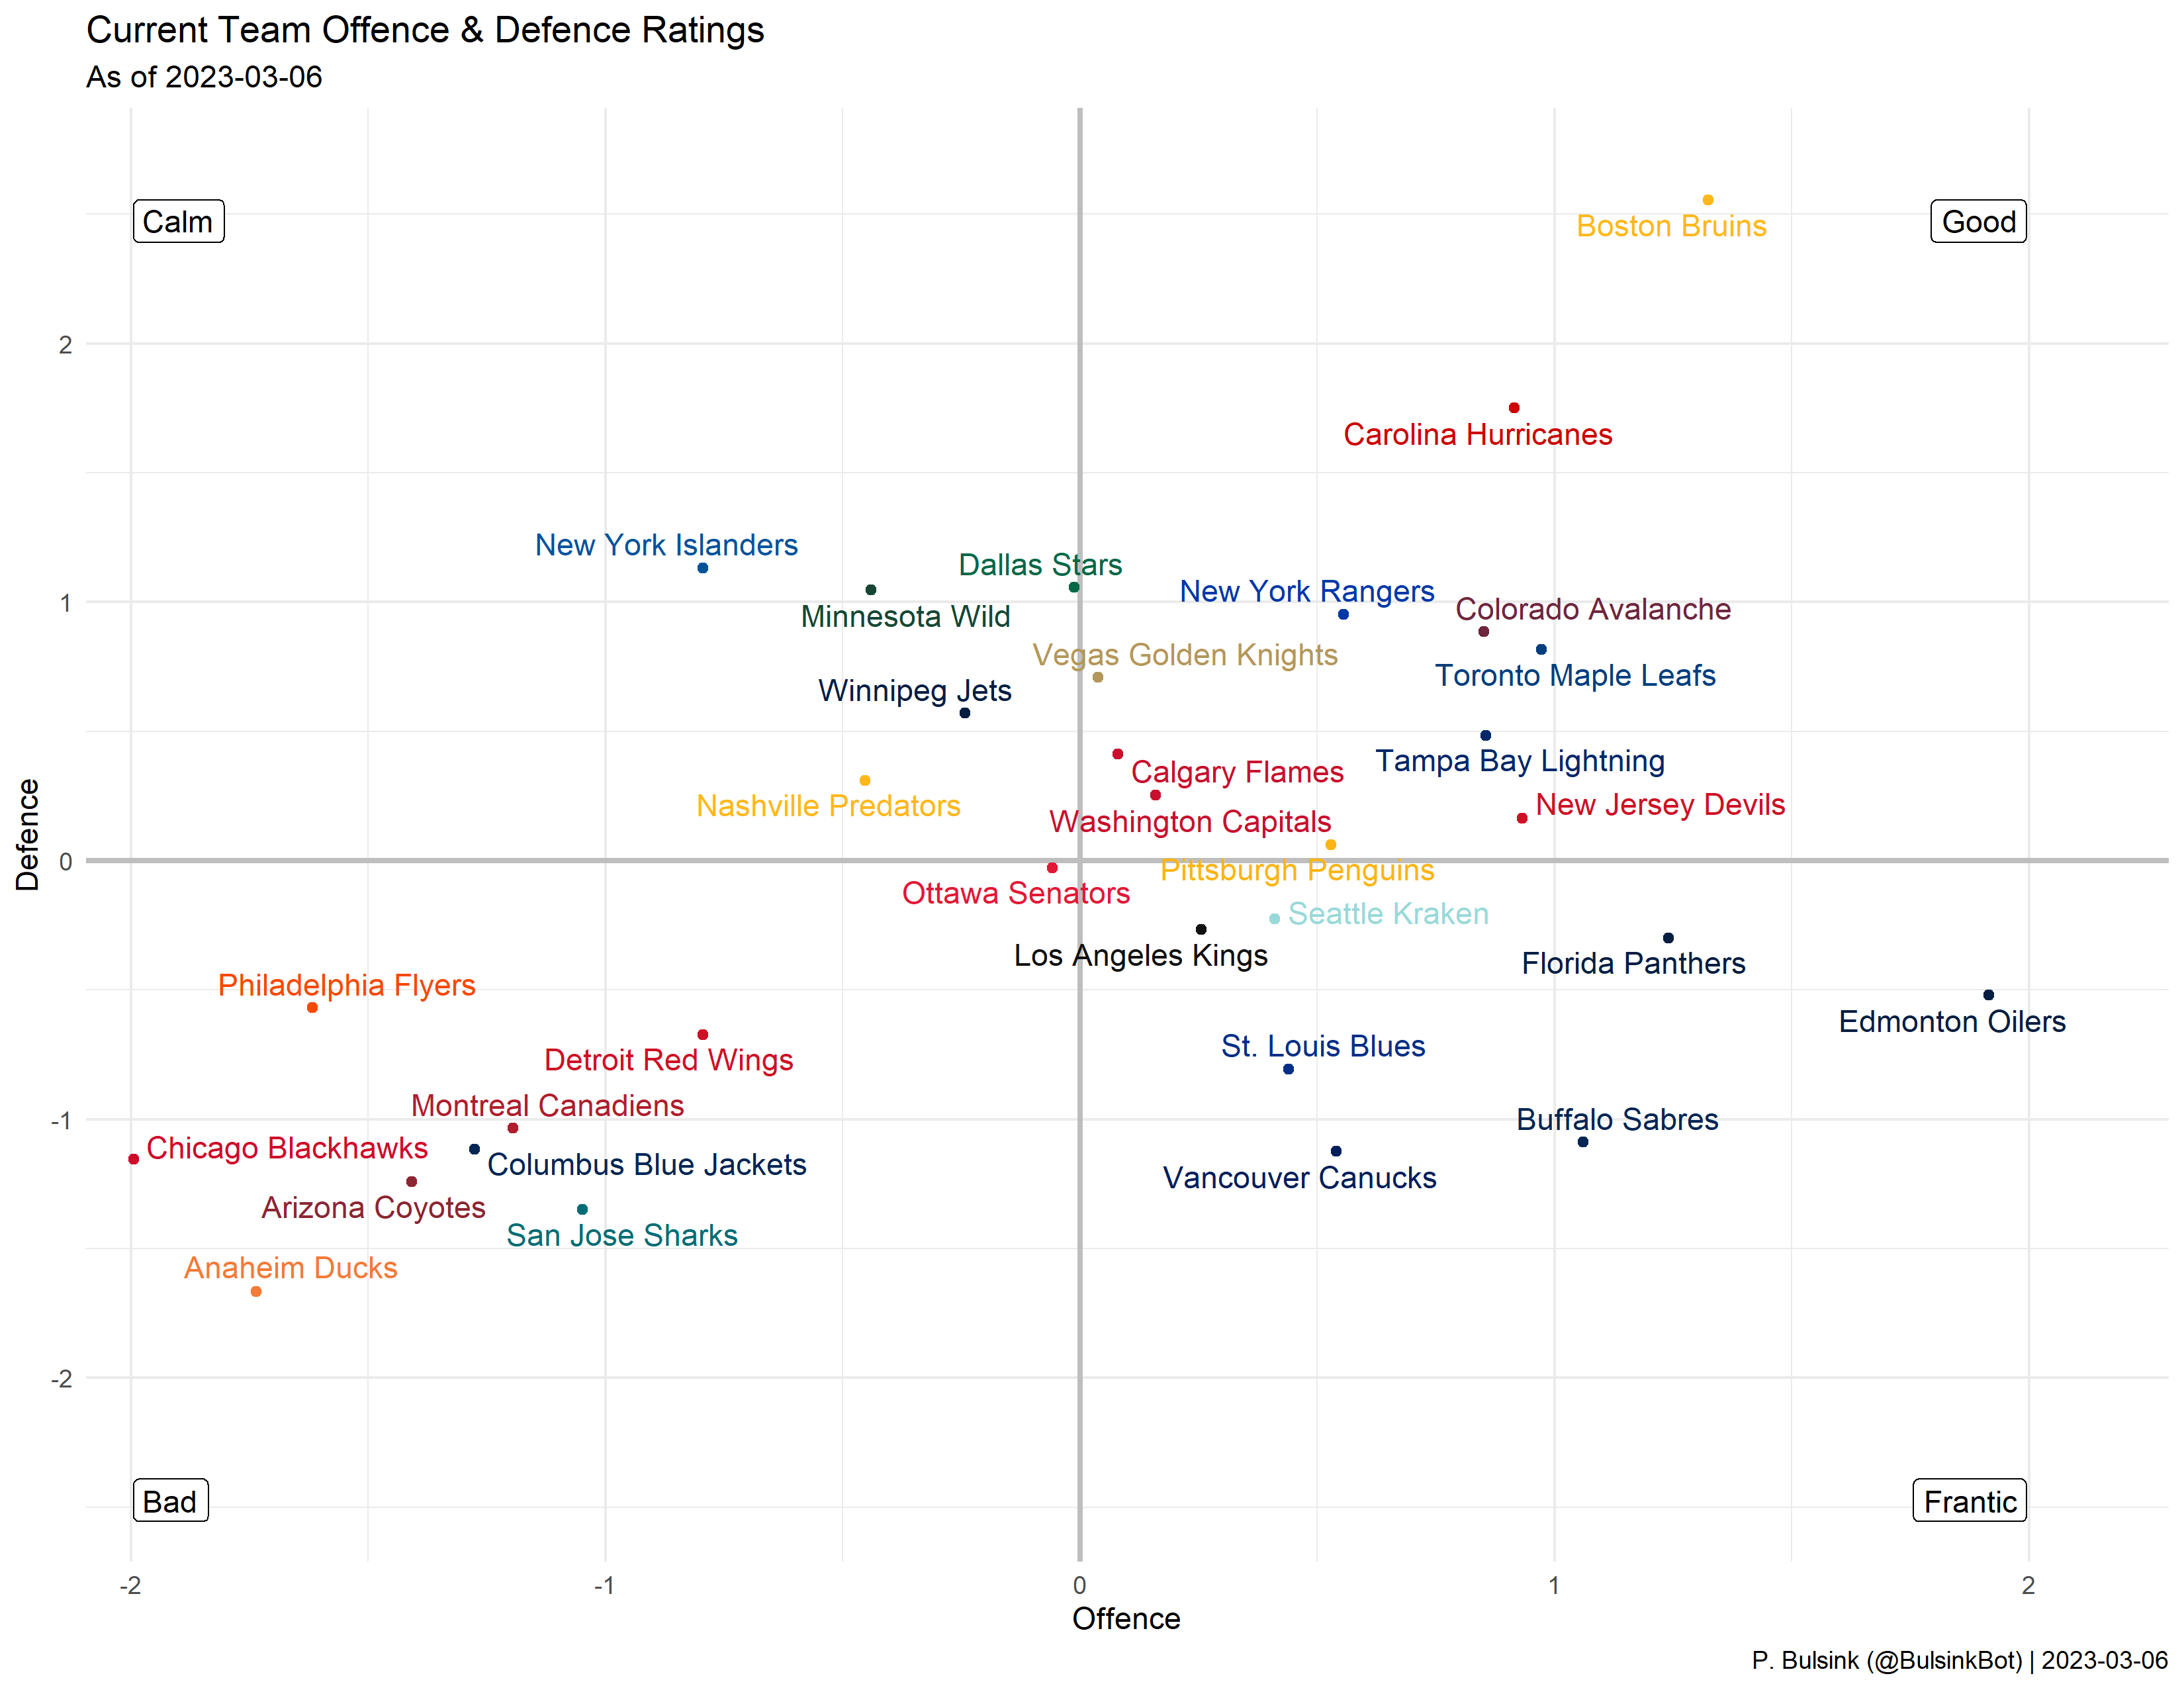 Current Team Offence & Defence Ratings
As of 2023-03-06
Calm
Good
Boston Bruins
2
Carolina Hurricanes
New York Islanders
Dallas Stars
New York Rangers
1
Colorado Avalanche
Minnesota Wild
Vegas Golden Knights
Toronto Maple Leafs
Winnipeg Jets
Tampa Bay Lightning
Calgary Flames
Nashville Predators
New Jersey Devils
Washington Capitals
Defence
0
Pittsburgh Penguins
Ottawa Senators
Seattle Kraken
Los Angeles Kings
Florida Panthers
Philadelphia Flyers
Edmonton Oilers
St. Louis Blues
Detroit Red Wings
Montreal Canadiens
-1
Buffalo Sabres
Chicago Blackhawks
Columbus Blue Jackets
Vancouver Canucks
Arizona Coyotes
San Jose Sharks
Anaheim Ducks
-2
Bad
Frantic
-2 -1 0 1 2
Offence
P. Bulsink (@BulsinkBot) | 2023-03-06